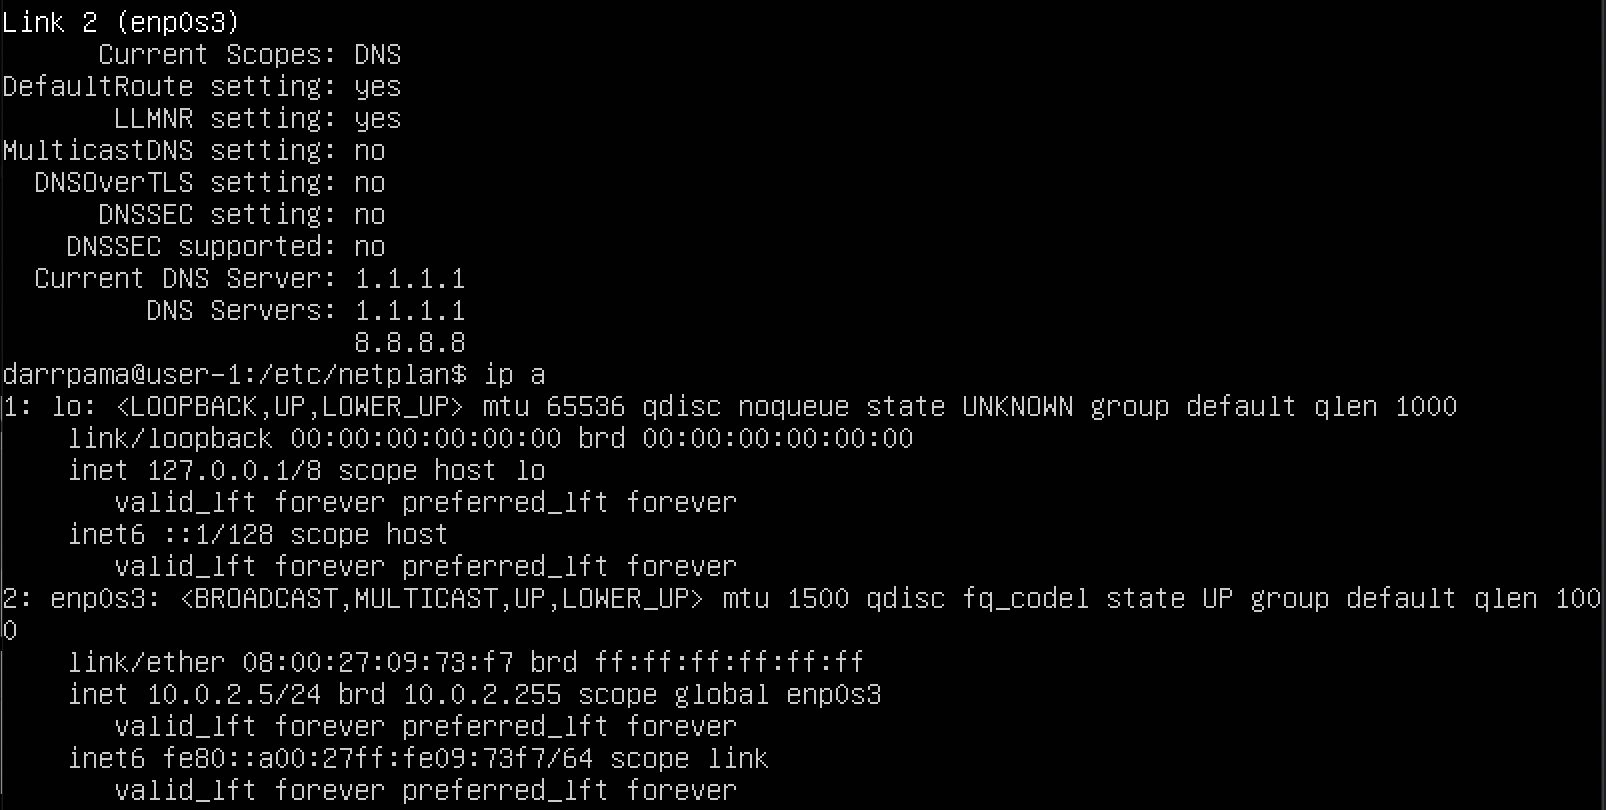 Link 2 (enp0s3)
      Current Scopes: DNS
DefaultRoute setting: yes
       LLMNR setting: yes
MulticastDNS setting: no
  DNSOverTLS setting: no
      DNSSEC setting: no
    DNSSEC supported: no
  Current DNS Server: 1.1.1.1
         DNS Servers: 1.1.1.1
                      8.8.8.8
darrpama@user-1:/etc/netplan$ ip a
1: lo: <LOOPBACK,UP,LOWER_UP> mtu 65536 qdisc noqueue state UNKNOWN group default qlen 1000
    link/loopback 00:00:00:00:00:00 brd 00:00:00:00:00:00
    inet 127.0.0.1/8 scope host lo
       valid_lft forever preferred_lft forever
    inet6 ::1/128 scope host
       valid_lft forever preferred_lft forever
2: enp0s3: <BROADCAST,MULTICAST,UP,LOWER_UP> mtu 1500 qdisc fq_codel state UP group default qlen 100
0
    link/ether 08:00:27:09:73:f7 brd ff:ff:ff:ff:ff:ff
    inet 10.0.2.5/24 brd 10.0.2.255 scope global enp0s3
       valid_lft forever preferred_lft forever
    inet6 fe80::a00:27ff:fe09:73f7/64 scope link
       valid_lft forever preferred_lft forever